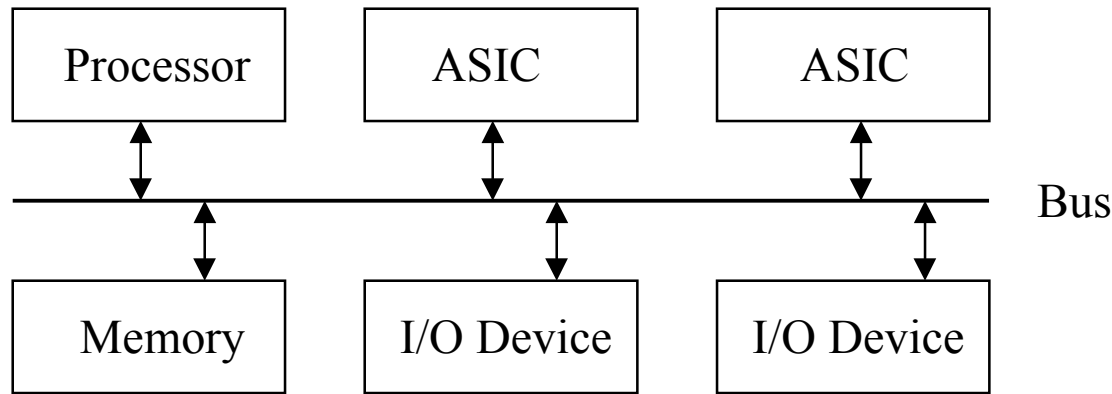 Processor
ASIC
ASIC
Bus
Memory
I/O Device
I/O Device